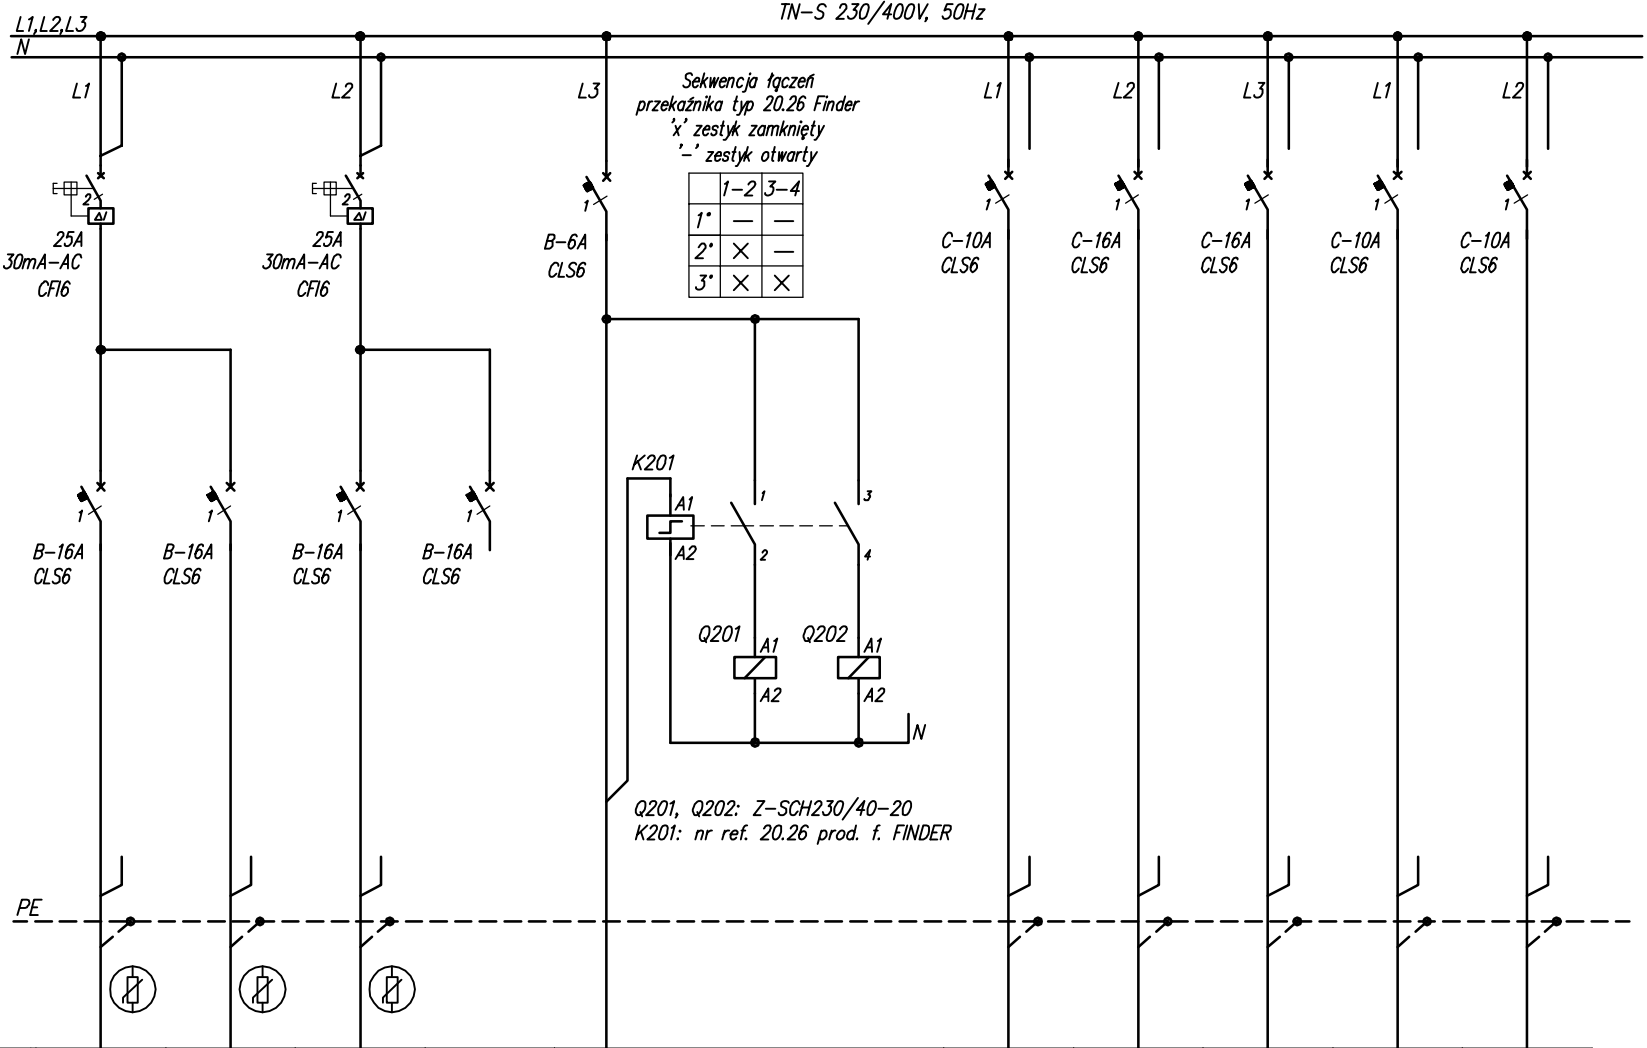 TN-S 230/400V, 50Hz
L1,L2,L3
N
L1
L2
L3
L1
L2
L3
L1
L2
Sekwencja łączeń
przekaźnika typ 20.26 Finder
'x' zestyk zamknięty
'-' zestyk otwarty
1-2 3-4
1° — —
2° X —
3° X X
2
ΔI
25A
30mA-AC
CFI6
2
ΔI
25A
30mA-AC
CFI6
1
B-6A
CLS6
1
C-10A
CLS6
1
C-16A
CLS6
1
C-16A
CLS6
1
C-10A
CLS6
1
C-10A
CLS6
1
B-16A
CLS6
1
B-16A
CLS6
1
B-16A
CLS6
1
B-16A
CLS6
K201
A1
A2
1
2
3
4
Q201
A1
A2
Q202
A1
A2
N
Q201, Q202: Z-SCH230/40-20
K201: nr ref. 20.26 prod. f. FINDER
PE